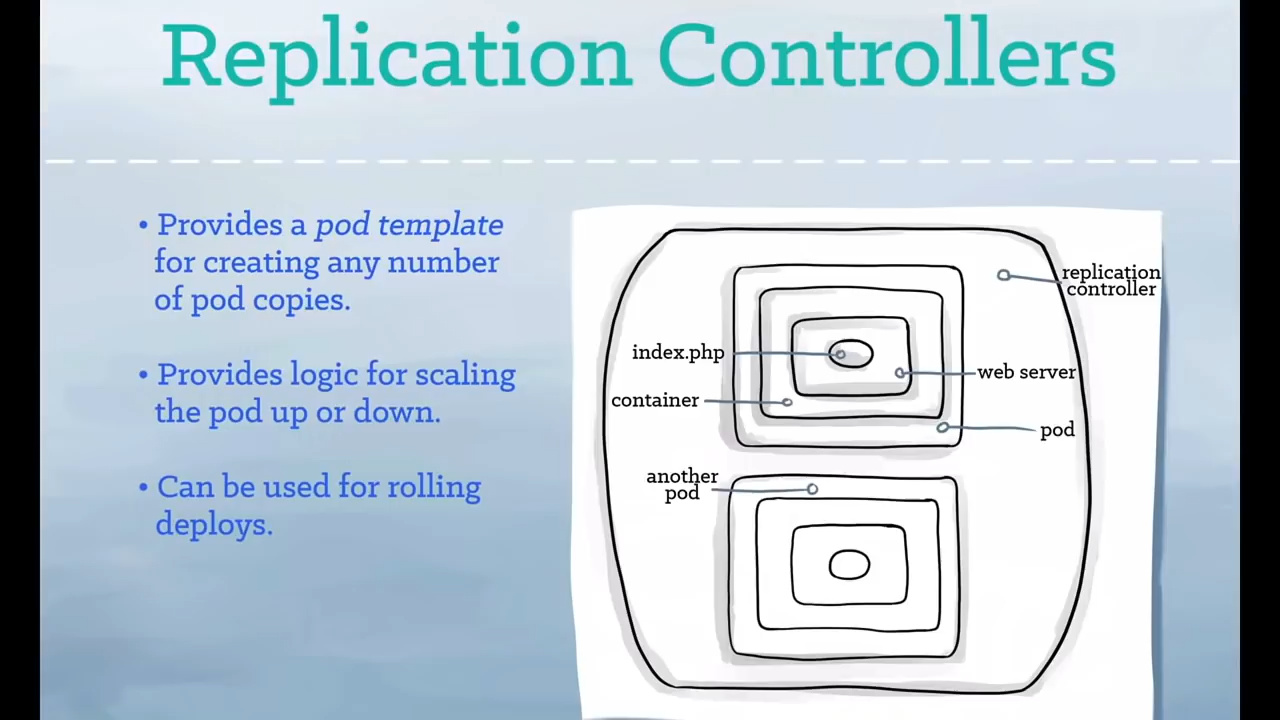 Replication Controllers
• Provides a pod template
for creating any number
of pod copies.
• Provides logic for scaling
the pod up or down.
• Can be used for rolling
deploys.
replication
controller
index.php
web server
container
pod
another
pod